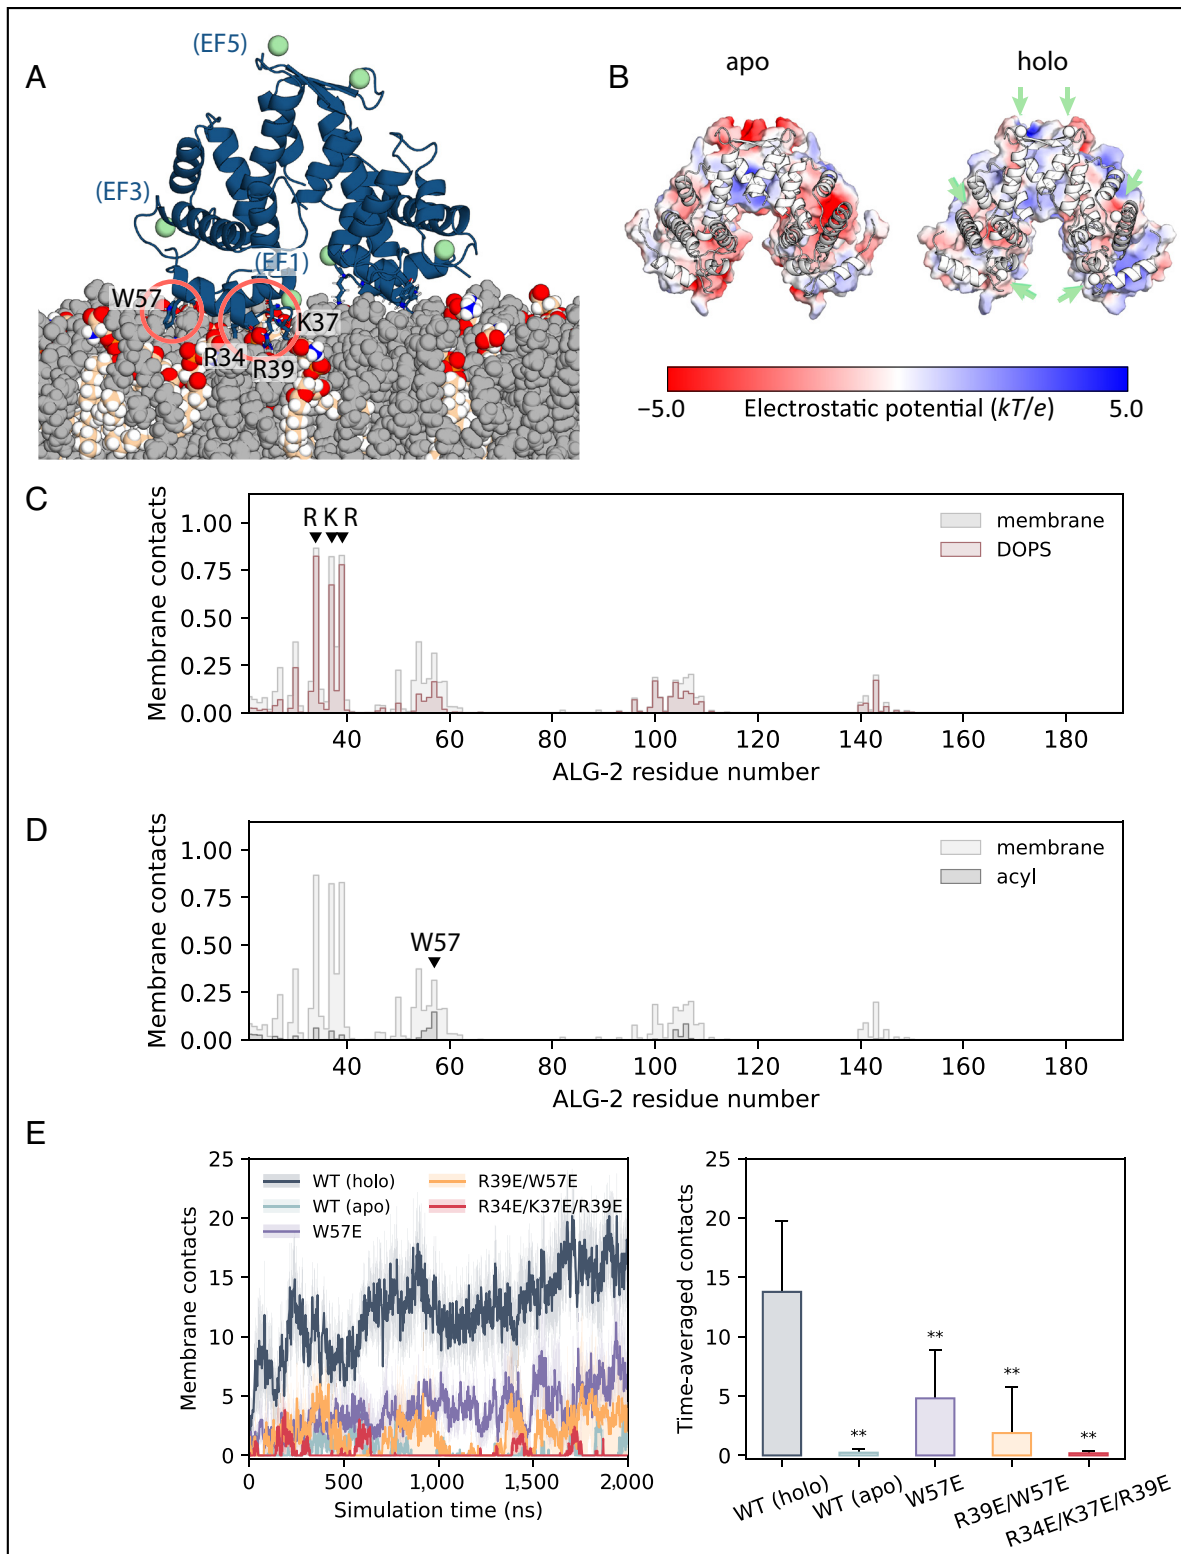 A
(EF5)
(EF3)
(EF1)
W57
K37
R34
R39
B
apo
holo
−5.0 Electrostatic potential (kT/e) 5.0
C
R K R
membrane
DOPS
1.00
0.75
0.50
0.25
0.00
Membrane contacts
40 60 80 100 120 140 160 180
ALG-2 residue number
D
W57
membrane
acyl
1.00
0.75
0.50
0.25
0.00
Membrane contacts
40 60 80 100 120 140 160 180
ALG-2 residue number
E
WT (holo)
WT (apo)
W57E
R39E/W57E
R34E/K37E/R39E
25
20
15
10
5
0
Membrane contacts
0 500 1,000 1,500 2,000
Simulation time (ns)
25
20
15
10
5
0
Time-averaged contacts
**
**
**
**
WT (holo)
WT (apo)
W57E
R39E/W57E
R34E/K37E/R39E